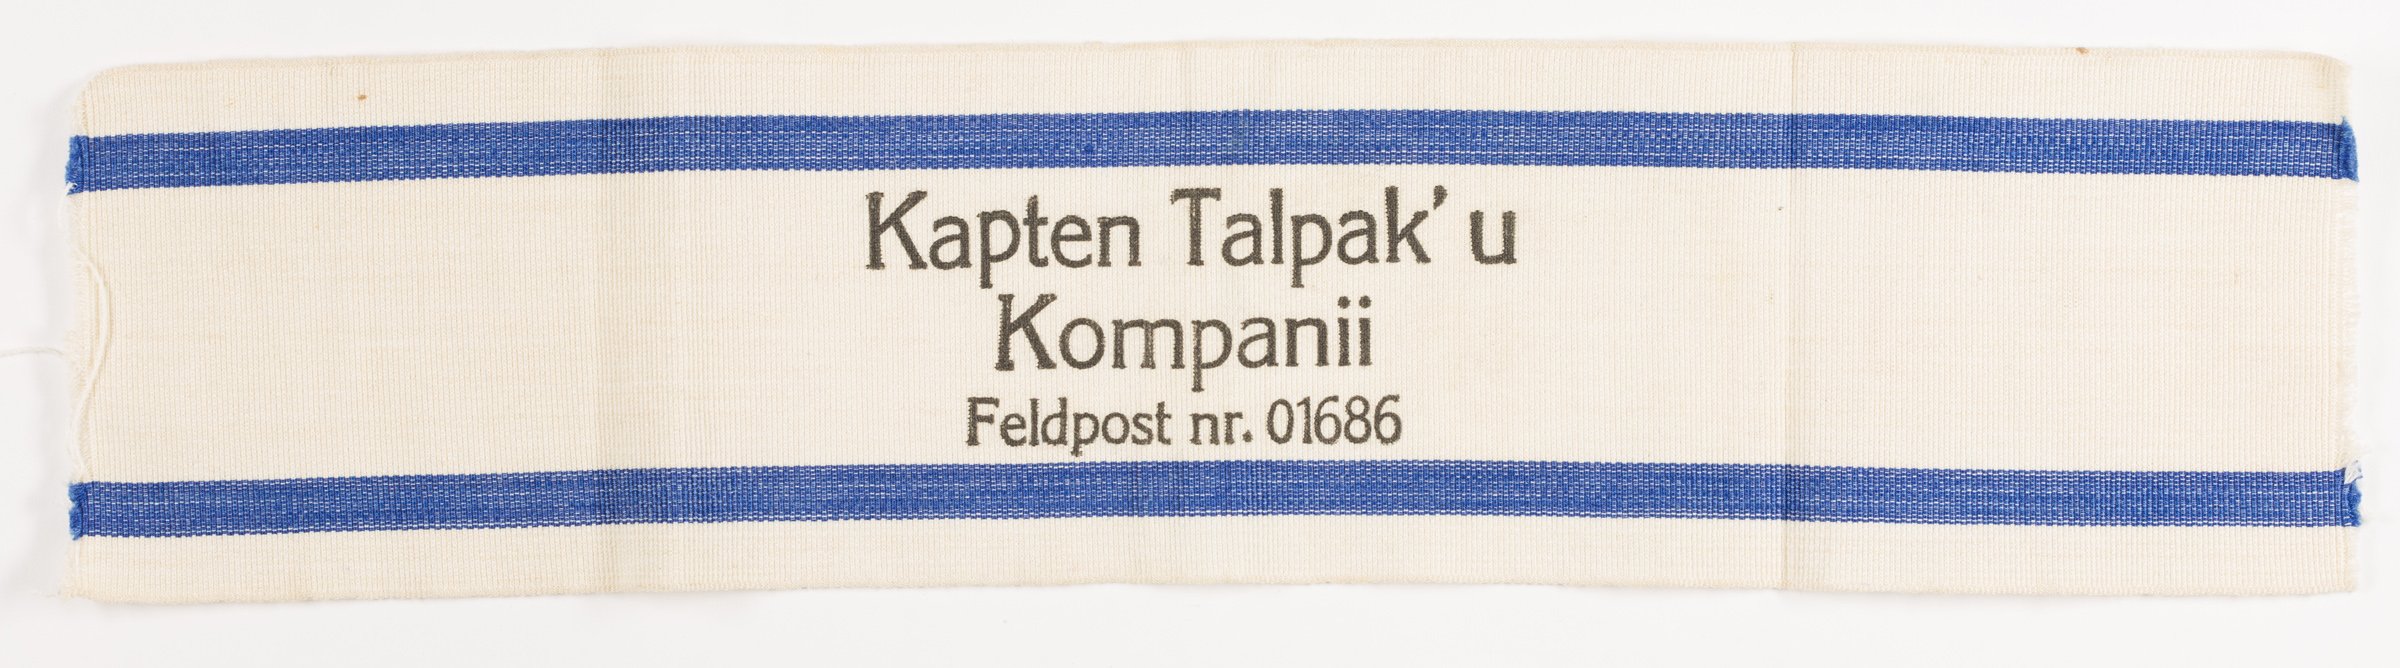 Kapten Talpak'u
Kompanii
Feldpost nr. 01686